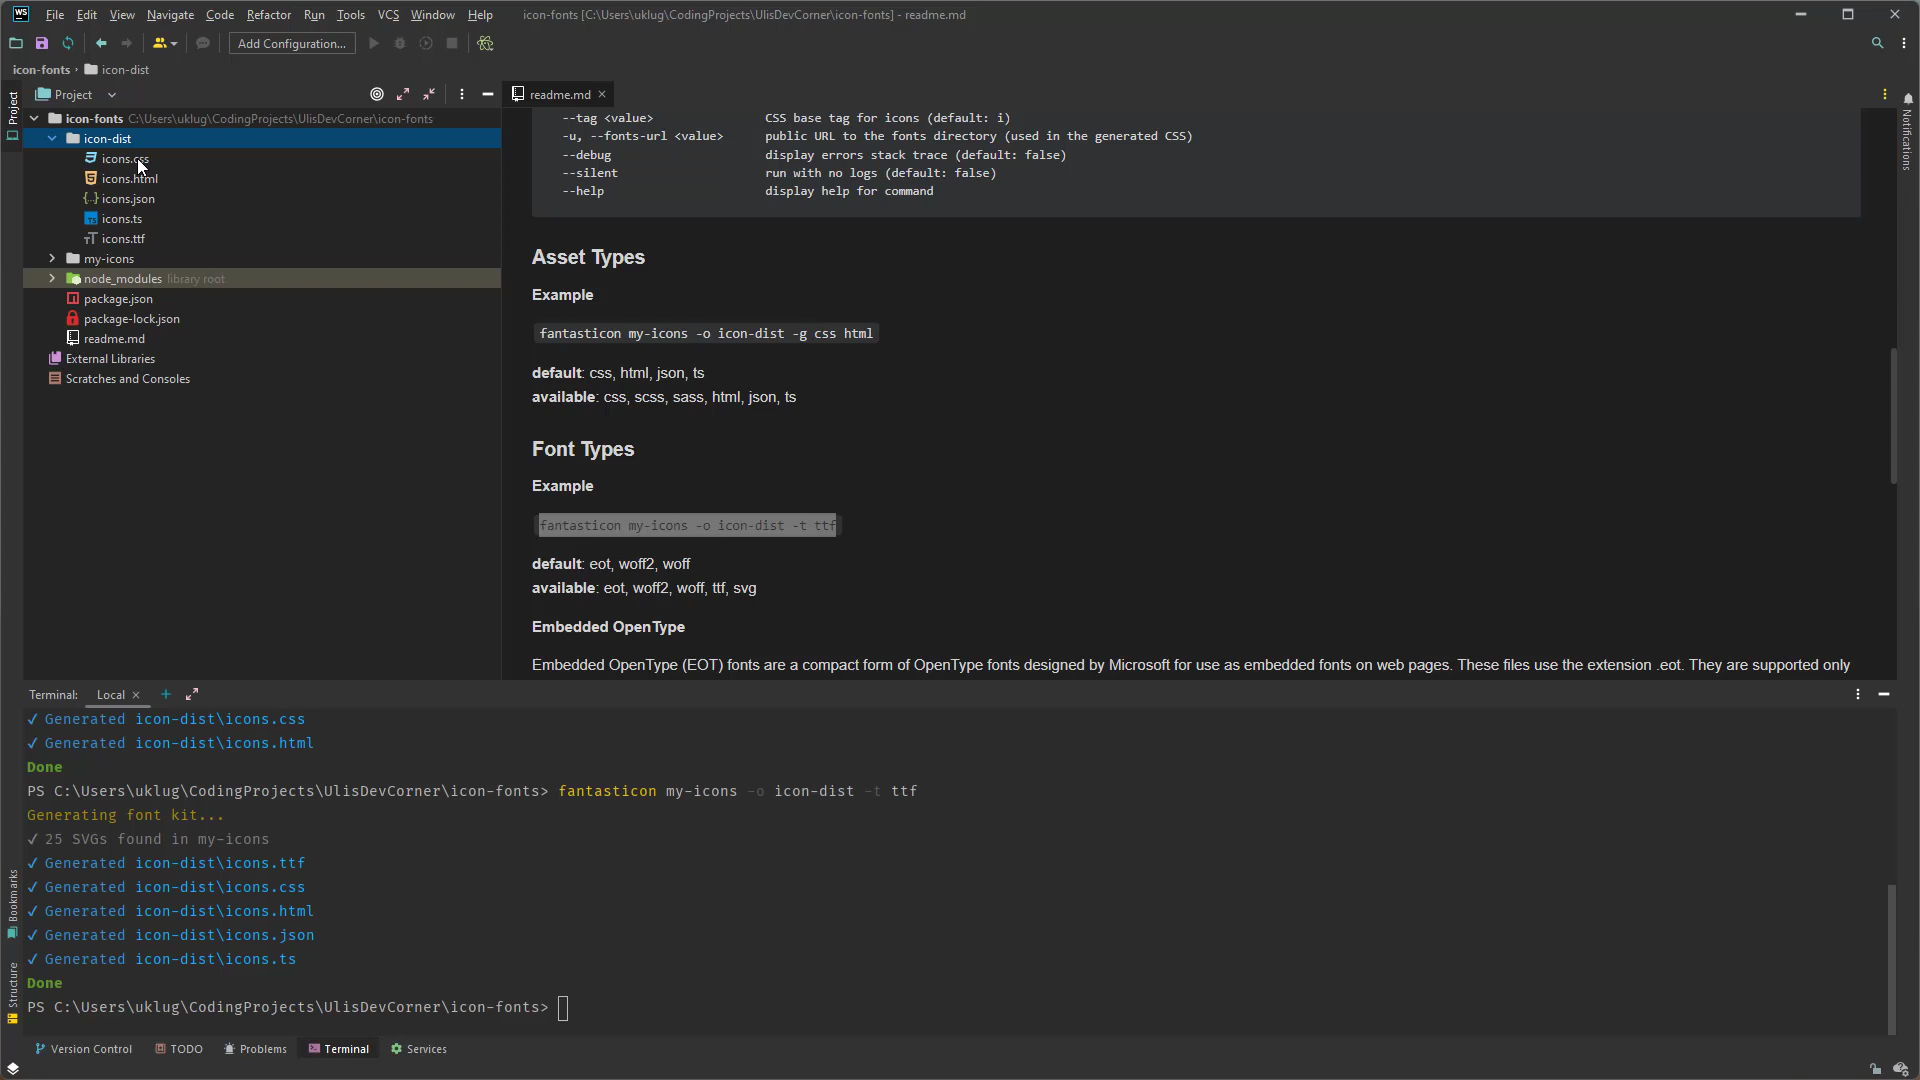 WS File Edit View Navigate Code Refactor Run Tools VCS Window Help icon-fonts [C:\Users\uklug\CodingProjects\UlisDevCorner\icon-fonts] - readme.md
Add Configuration...
icon-fonts › icon-dist
Project
Project
readme.md
icon-fonts C:\Users\uklug\CodingProjects\UlisDevCorner\icon-fonts
icon-dist
icons.css
icons.html
icons.json
icons.ts
icons.ttf
my-icons
node_modules library root
package.json
package-lock.json
readme.md
External Libraries
Scratches and Consoles
--tag <value> CSS base tag for icons (default: i)
-u, --fonts-url <value> public URL to the fonts directory (used in the generated CSS)
--debug display errors stack trace (default: false)
--silent run with no logs (default: false)
--help display help for command
Asset Types
Example
fantasticon my-icons -o icon-dist -g css html
default: css, html, json, ts
available: css, scss, sass, html, json, ts
Font Types
Example
fantasticon my-icons -o icon-dist -t ttf
default: eot, woff2, woff
available: eot, woff2, woff, ttf, svg
Embedded OpenType
Embedded OpenType (EOT) fonts are a compact form of OpenType fonts designed by Microsoft for use as embedded fonts on web pages. These files use the extension .eot. They are supported only
Notifications
Terminal: Local
✓ Generated icon-dist\icons.css
✓ Generated icon-dist\icons.html
Done
PS C:\Users\uklug\CodingProjects\UlisDevCorner\icon-fonts> fantasticon my-icons -o icon-dist -t ttf
Generating font kit...
✓ 25 SVGs found in my-icons
✓ Generated icon-dist\icons.ttf
✓ Generated icon-dist\icons.css
✓ Generated icon-dist\icons.html
✓ Generated icon-dist\icons.json
✓ Generated icon-dist\icons.ts
Done
PS C:\Users\uklug\CodingProjects\UlisDevCorner\icon-fonts>
Bookmarks
Structure
Version Control TODO Problems Terminal Services